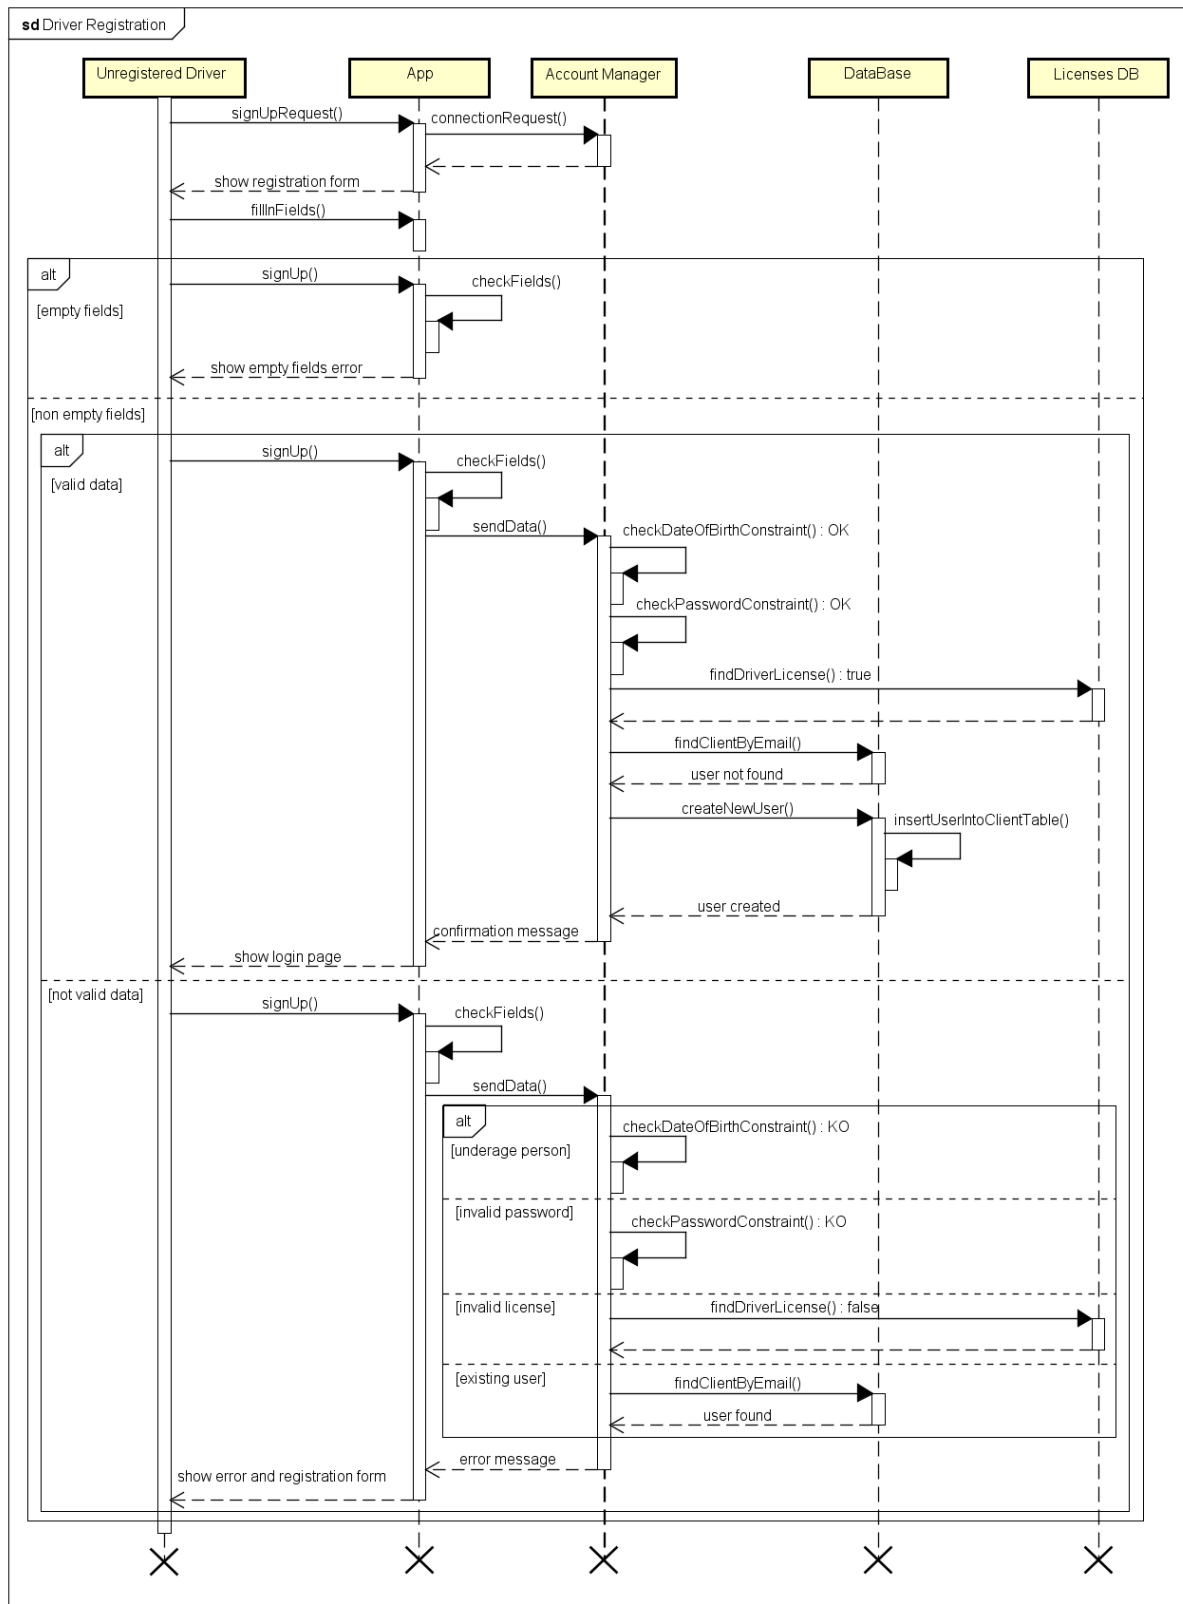 sd Driver Registration
Unregistered Driver
App
Account Manager
DataBase
Licenses DB
signUpRequest()
connectionRequest()
show registration form
fillInFields()
alt
signUp()
checkFields()
[empty fields]
show empty fields error
[non empty fields]
alt
signUp()
checkFields()
[valid data]
sendData()
checkDateOfBirthConstraint() : OK
checkPasswordConstraint() : OK
findDriverLicense() : true
findClientByEmail()
user not found
createNewUser()
insertUserIntoClientTable()
user created
confirmation message
show login page
[not valid data]
signUp()
checkFields()
sendData()
alt
checkDateOfBirthConstraint() : KO
[underage person]
[invalid password]
checkPasswordConstraint() : KO
[invalid license]
findDriverLicense() : false
[existing user]
findClientByEmail()
user found
error message
show error and registration form